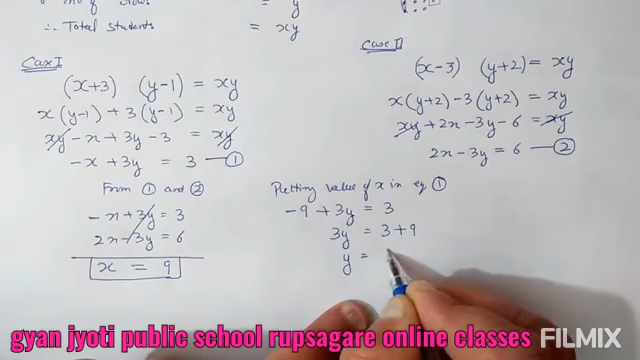 = y
∴ Total students = xy
Case I
(x+3) (y-1) = xy
x(y-1) + 3(y-1) = xy
xy - x + 3y - 3 = xy
-x + 3y = 3 — ①
From ① and ②
-x + 3y = 3
2x - 3y = 6
x = 9
Case II
(x-3) (y+2) = xy
x(y+2) - 3(y+2) = xy
xy + 2x - 3y - 6 = xy
2x - 3y = 6 — ②
Putting value of x in eq ①
-9 + 3y = 3
3y = 3 + 9
y =
gyan jyoti public school rupsagare online classes
FILMIX